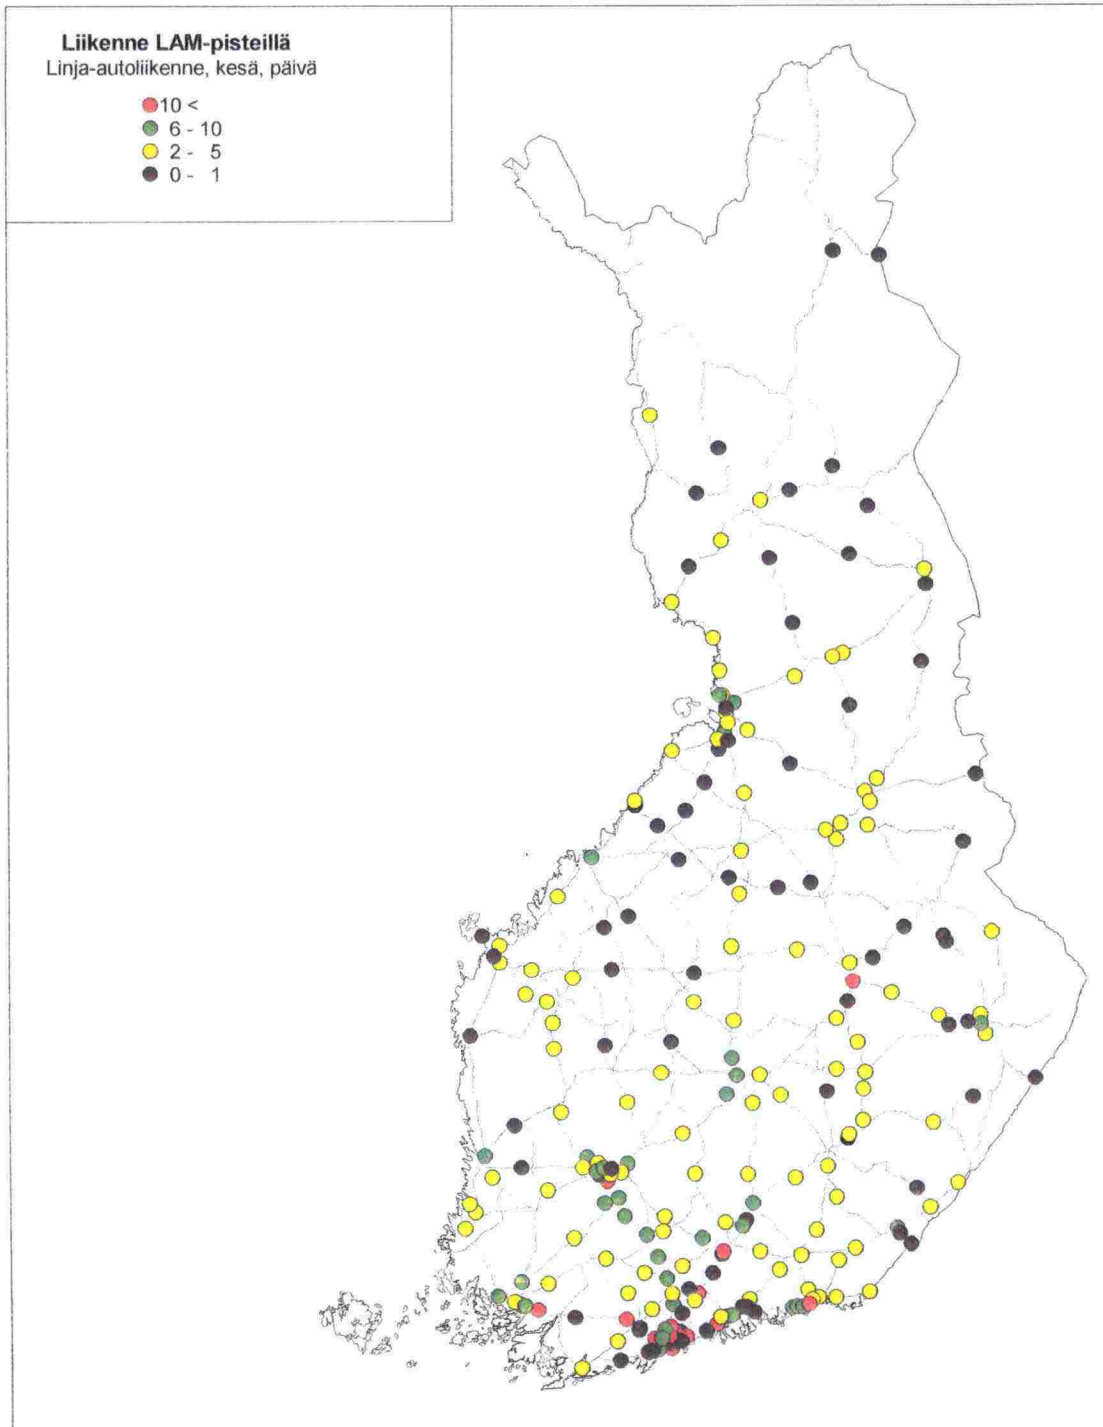 Liikenne LAM-pisteillä
Linja-autoliikenne, kesä, päivä
10 <
6 - 10
2 - 5
0 - 1